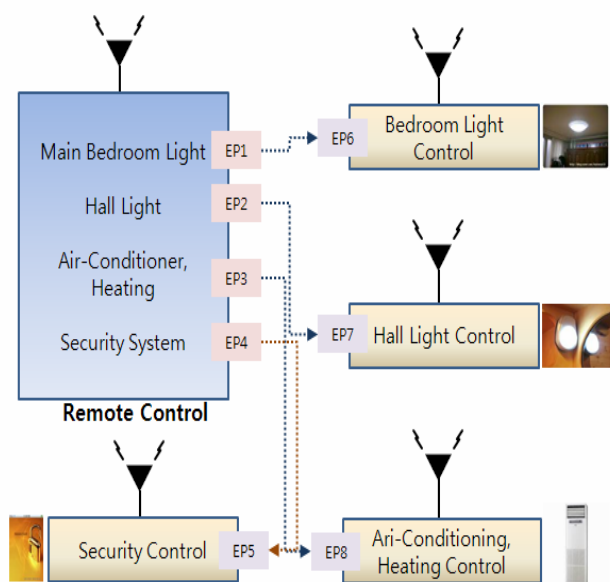 Main Bedroom Light EP1
Hall Light EP2
Air-Conditioner, EP3
Heating
Security System EP4
Remote Control
EP6 Bedroom Light
Control
EP7 Hall Light Control
Security Control EP5
EP8 Ari-Conditioning,
Heating Control